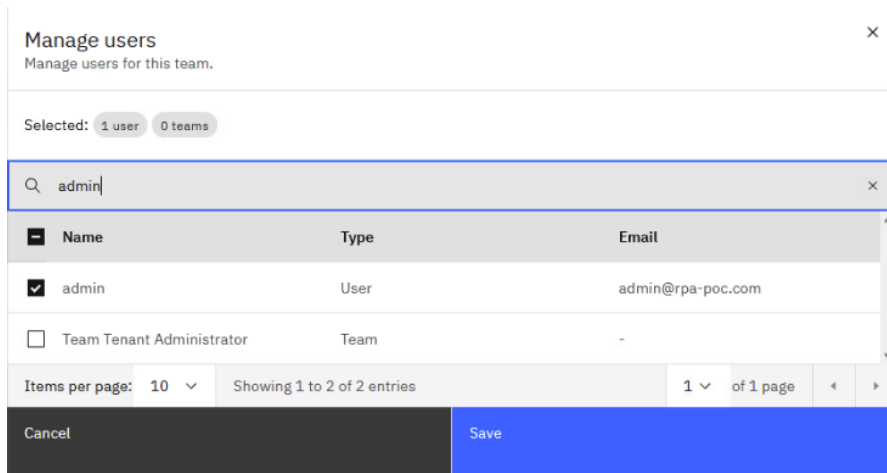 Manage users
Manage users for this team.
Selected: 1 user 0 teams
admin
Name Type Email
admin User admin@rpa-poc.com
Team Tenant Administrator Team -
Items per page: 10 Showing 1 to 2 of 2 entries 1 of 1 page
Cancel Save